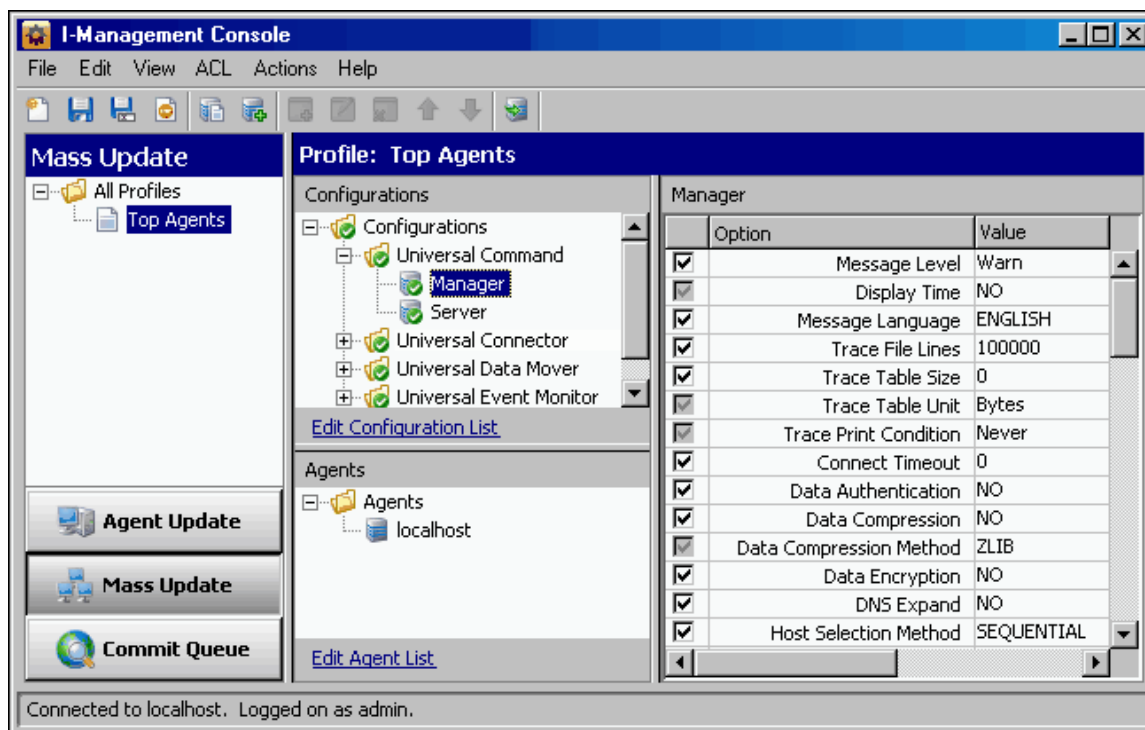 I-Management Console
File Edit View ACL Actions Help
Mass Update
All Profiles
Top Agents
Agent Update
Mass Update
Commit Queue
Profile: Top Agents
Configurations
Configurations
Universal Command
Manager
Server
Universal Connector
Universal Data Mover
Universal Event Monitor
Edit Configuration List
Agents
Agents
localhost
Edit Agent List
Manager
Option Value
Message Level Warn
Display Time NO
Message Language ENGLISH
Trace File Lines 100000
Trace Table Size 0
Trace Table Unit Bytes
Trace Print Condition Never
Connect Timeout 0
Data Authentication NO
Data Compression NO
Data Compression Method ZLIB
Data Encryption NO
DNS Expand NO
Host Selection Method SEQUENTIAL
Connected to localhost. Logged on as admin.